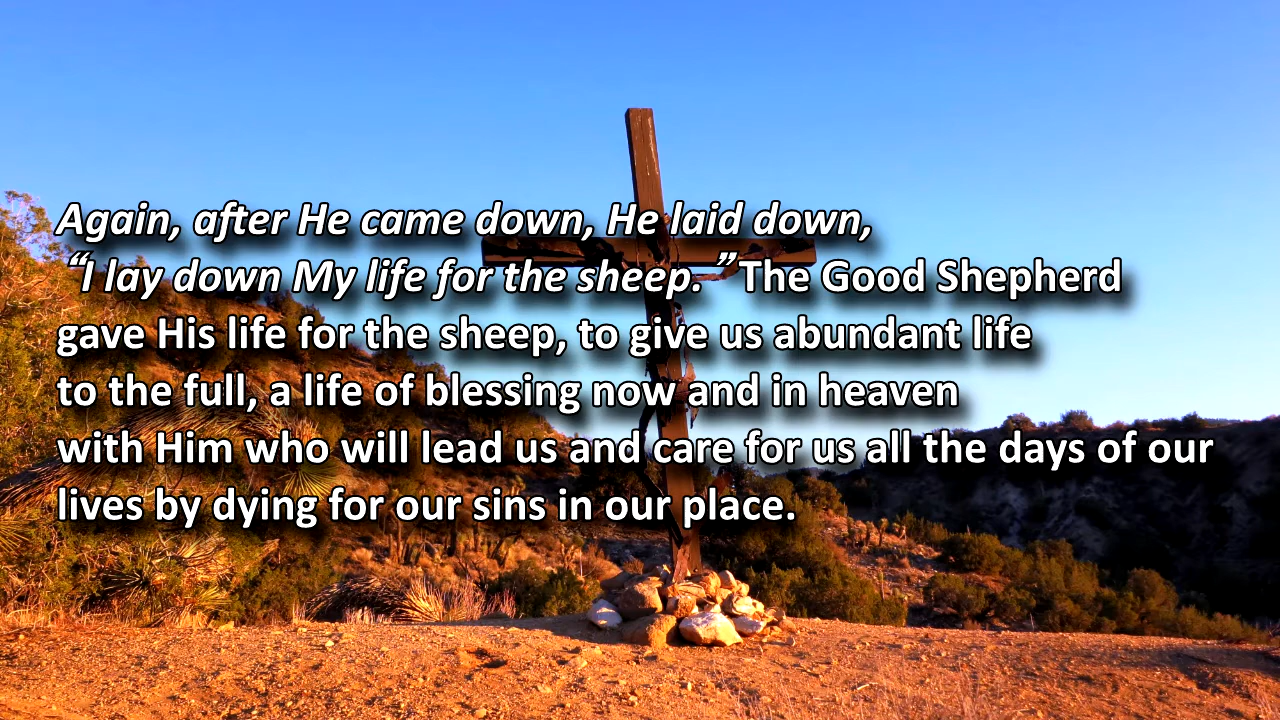 Again, after He came down, He laid down,
“I lay down My life for the sheep.” The Good Shepherd
gave His life for the sheep, to give us abundant life
to the full, a life of blessing now and in heaven
with Him who will lead us and care for us all the days of our
lives by dying for our sins in our place.